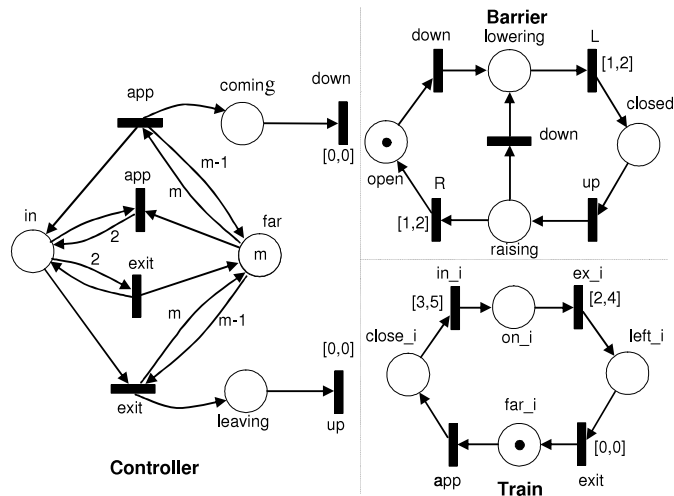 app
coming
down
[0,0]
m-1
m
app
in
2
far
m
2
exit
m
m-1
[0,0]
exit
leaving
up
Controller
Barrier
down
lowering
L
[1,2]
closed
down
open
R
up
[1,2]
raising
in_i
ex_i
[3,5]
[2,4]
close_i
on_i
left_i
far_i
[0,0]
app
exit
Train